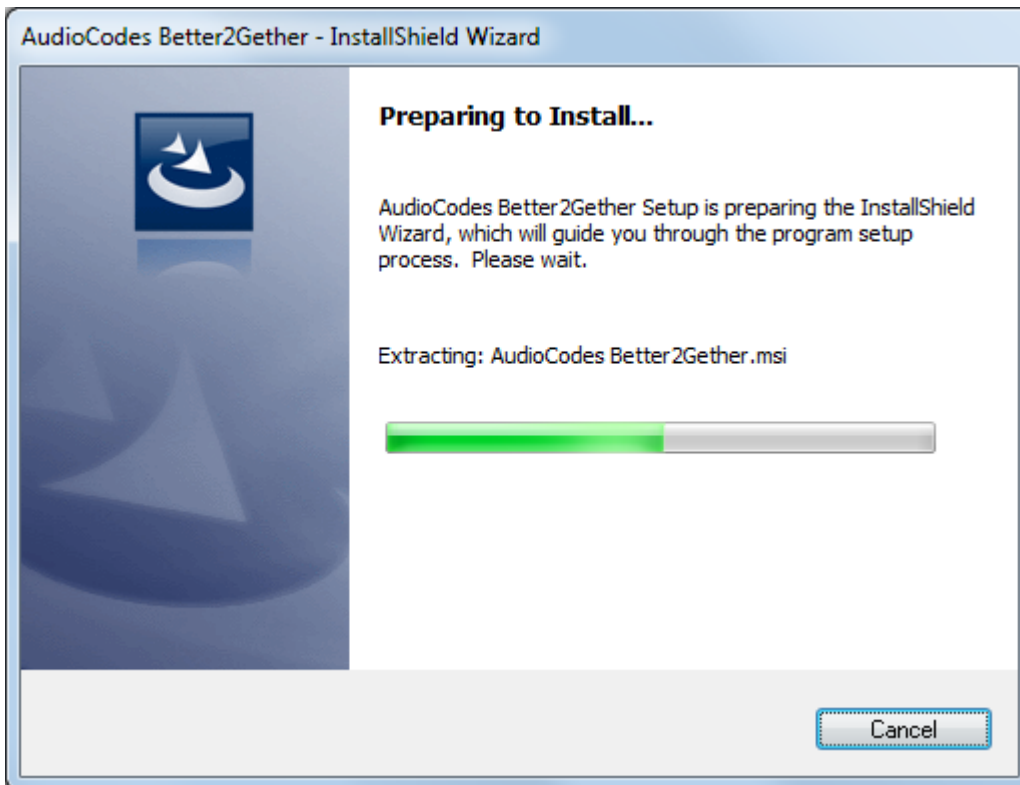 AudioCodes Better2Gether - InstallShield Wizard
Preparing to Install...
AudioCodes Better2Gether Setup is preparing the InstallShield
Wizard, which will guide you through the program setup
process.  Please wait.
Extracting: AudioCodes Better2Gether.msi
Cancel